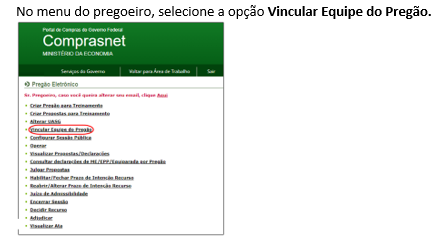 No menu do pregoeiro, selecione a opção Vincular Equipe do Pregão.
Portal de Compras do Governo Federal
Comprasnet
MINISTÉRIO DA ECONOMIA
Serviços do Governo Voltar para Área de Trabalho Sair
Pregão Eletrônico
Sr. Pregoeiro, caso você queira alterar seu email, clique Aqui
Criar Pregão para Treinamento
Criar Propostas para Treinamento
Alterar UASG
Vincular Equipe do Pregão
Configurar Sessão Pública
Operar
Visualizar Propostas/Declarações
Consultar declarações de ME/EPP/Equiparada por Pregão
Julgar Propostas
Habilitar/Fechar Prazo de Intenção Recurso
Reabrir/Alterar Prazo de Intenção Recurso
Juízo de Admissibilidade
Encerrar Sessão
Decidir Recurso
Adjudicar
Visualizar Ata